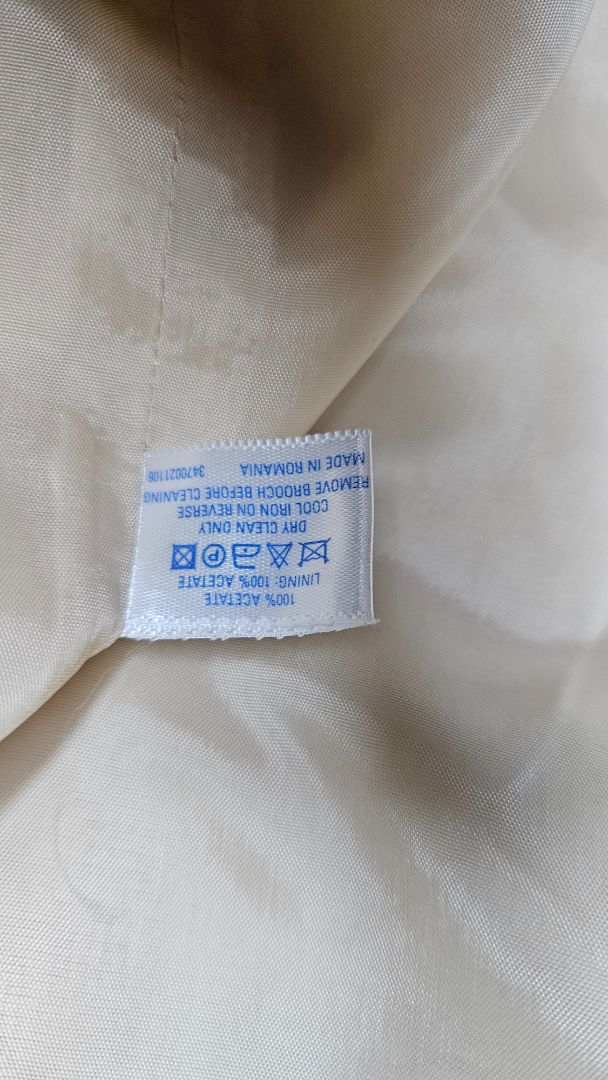 100% ACETATE
LINING: 100% ACETATE
P
DRY CLEAN ONLY
COOL IRON ON REVERSE
REMOVE BROOCH BEFORE CLEANING
MADE IN ROMANIA 3470021106